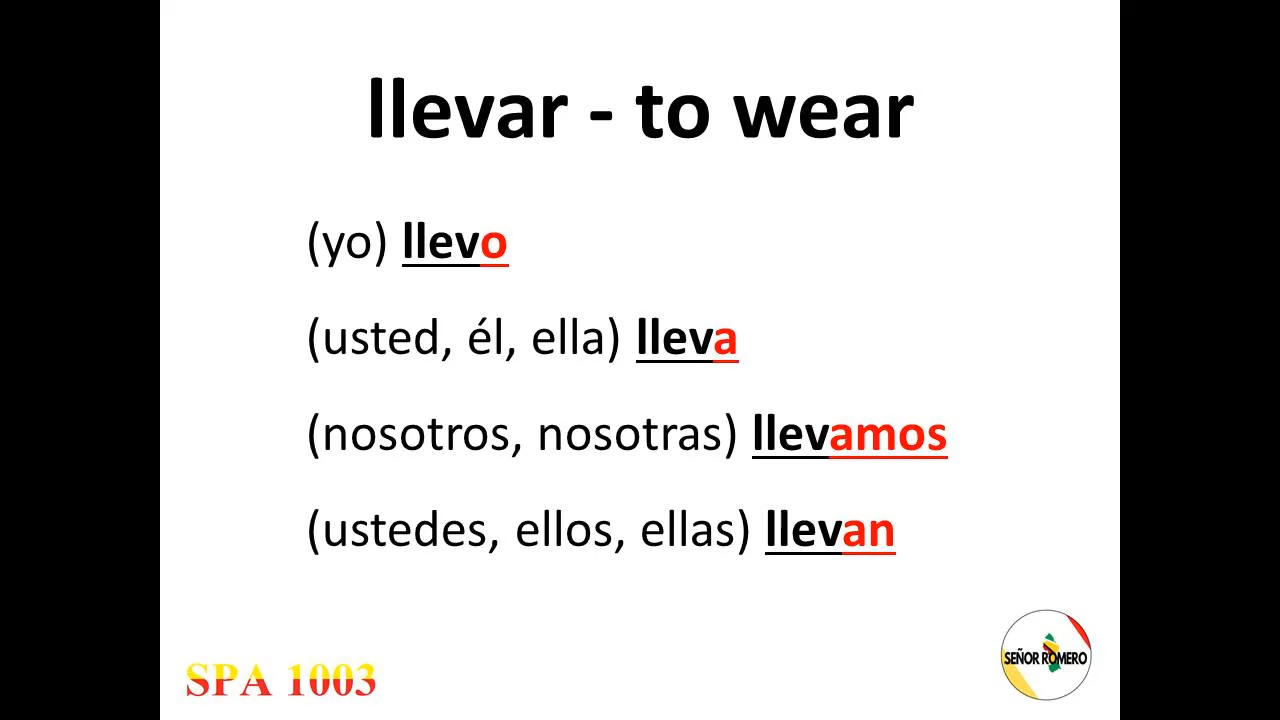 llevar - to wear
(yo) llevo
(usted, él, ella) lleva
(nosotros, nosotras) llevamos
(ustedes, ellos, ellas) llevan
SEÑOR ROMERO
SPA 1003